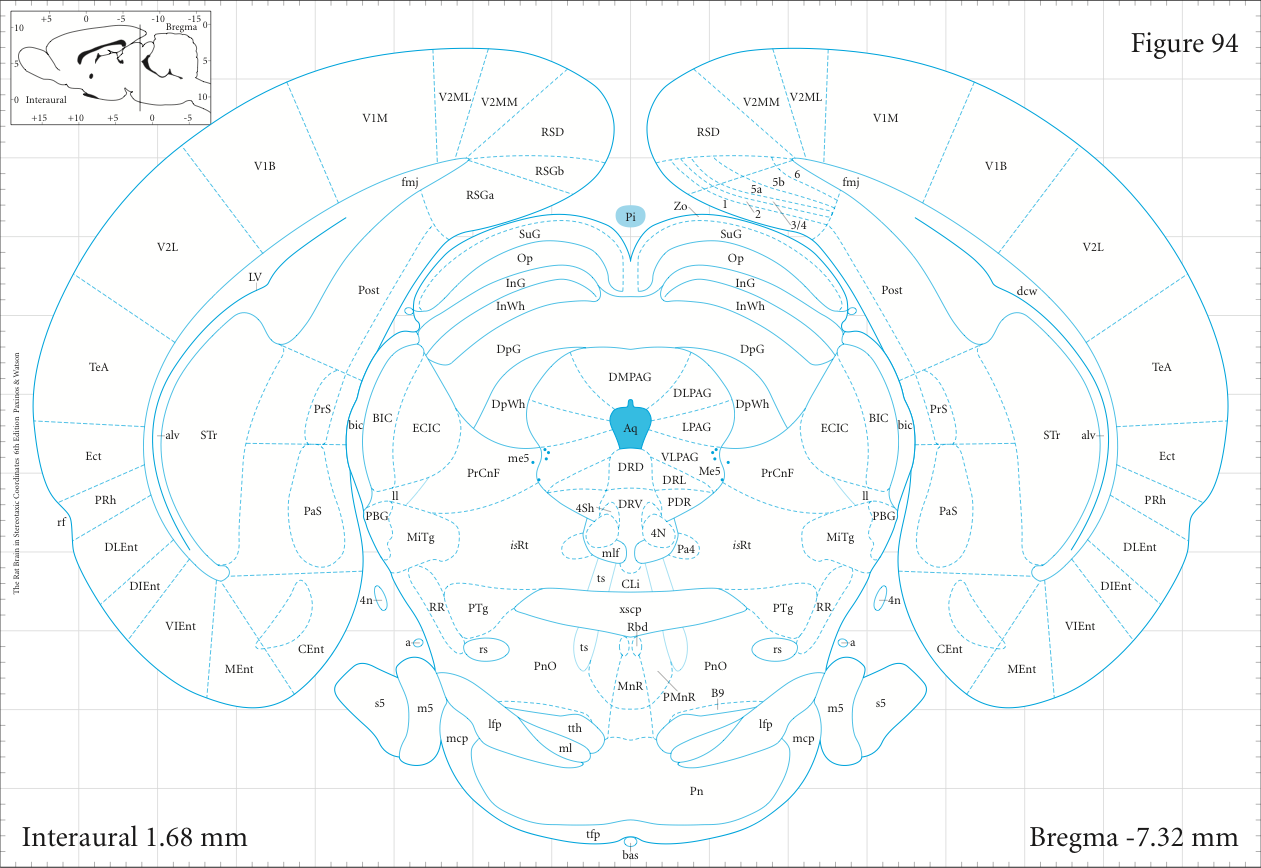 +5 0 -5 -10 -15
Bregma
10 0
5 5
0 10
Interaural
+15 +10 +5 0 -5
Figure 94
V2ML V2MM V2MM V2ML
V1M RSD RSD V1M
V1B RSGb 6 V1B
fmj RSGa 5a 5b fmj
Zo 1 2 3/4
Pi
V2L SuG SuG V2L
Op Op
LV InG InG dcw
Post InWh InWh Post
DpG DpG
TeA DMPAG TeA
DLPAG
PrS DpWh DpWh PrS
BIC BIC
bic ECIC Aq LPAG ECIC bic
alv STr STr alv
Ect me5 VLPAG Ect
PrCnF DRD Me5 PrCnF
DRL
PRh ll DRV PDR ll PRh
rf PaS PBG 4Sh PBG PaS
MiTg 4N MiTg
DLEnt isRt mlf Pa4 isRt DLEnt
DIEnt ts CLi DIEnt
4n RR PTg xscp PTg RR 4n
VIEnt Rbd VIEnt
CEnt a rs ts rs a CEnt
MEnt PnO PnO MEnt
MnR PMnR B9
s5 m5 lfp lfp m5 s5
mcp tth mcp
ml
Pn
tfp
bas
The Rat Brain in Stereotaxic Coordinates 6th Edition Paxinos & Watson
Interaural 1.68 mm
Bregma -7.32 mm